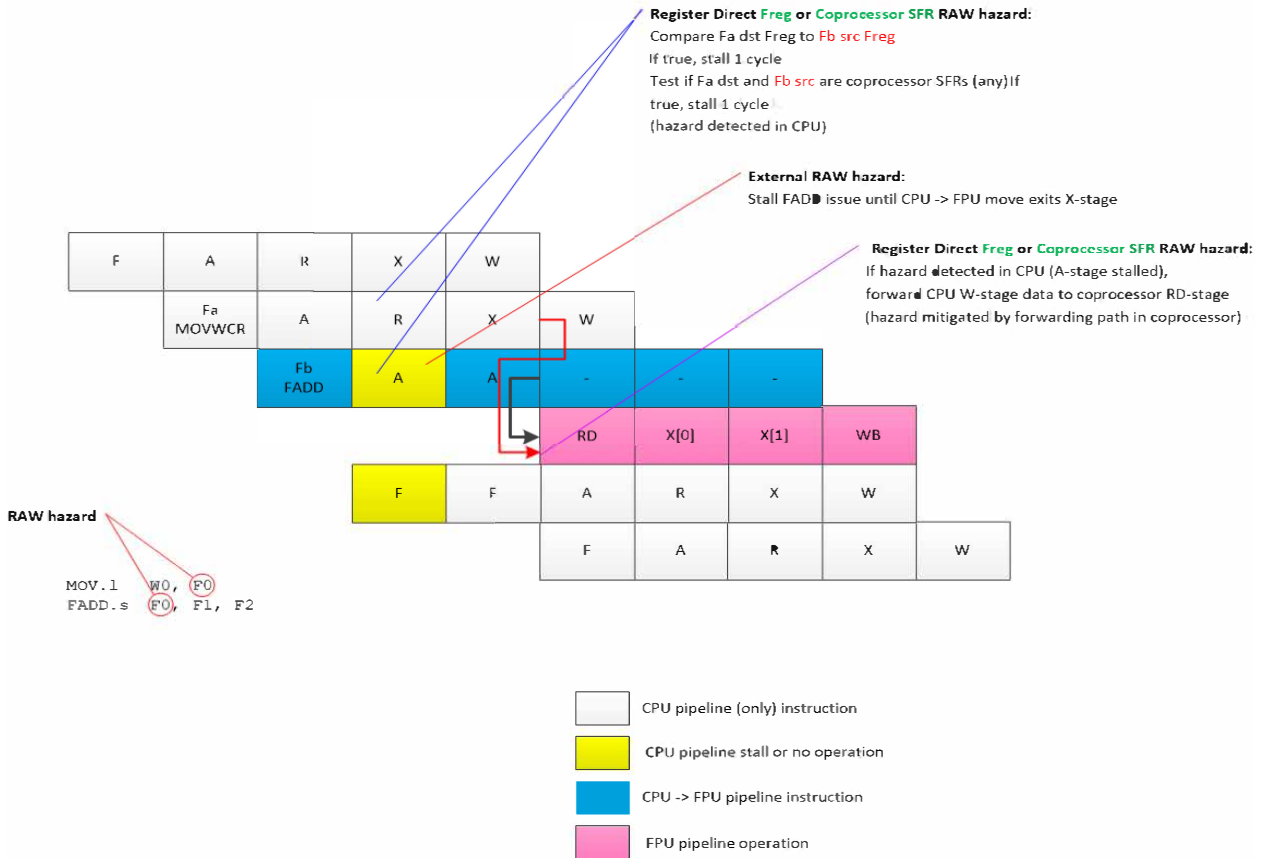 Register Direct Freg or Coprocessor SFR RAW hazard:
Compare Fa dst Freg to Fb src Freg
If true, stall 1 cycle
Test if Fa dst and Fb src are coprocessor SFRs (any)If
true, stall 1 cycle
(hazard detected in CPU)
External RAW hazard:
Stall FADD issue until CPU -> FPU move exits X-stage
Register Direct Freg or Coprocessor SFR RAW hazard:
If hazard detected in CPU (A-stage stalled),
forward CPU W-stage data to coprocessor RD-stage
(hazard mitigated by forwarding path in coprocessor)
F A R X W
Fa
MOVWCR
A R X W
Fb
FADD
A A - - -
RD X[0] X[1] WB
F F A R X W
F A R X W
RAW hazard
MOV.l W0, F0
FADD.s F0, F1, F2
CPU pipeline (only) instruction
CPU pipeline stall or no operation
CPU -> FPU pipeline instruction
FPU pipeline operation